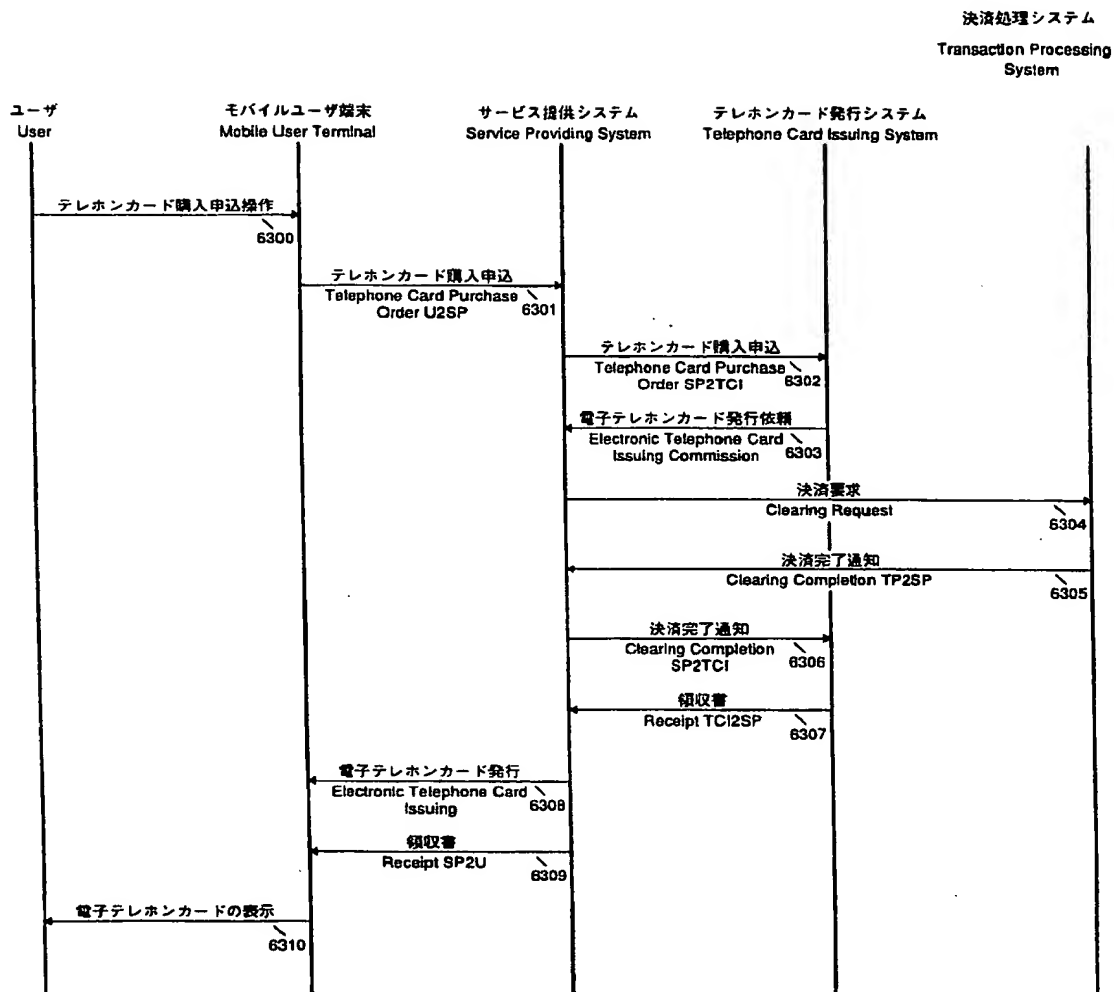 決済処理システム
Transaction Processing
System
ユーザ
User
モバイルユーザ端末
Mobile User Terminal
サービス提供システム
Service Providing System
テレホンカード発行システム
Telephone Card Issuing System
テレホンカード購入申込操作
6300
テレホンカード購入申込
Telephone Card Purchase
Order U2SP
6301
テレホンカード購入申込
Telephone Card Purchase
Order SP2TCI
6302
電子テレホンカード発行依頼
Electronic Telephone Card
Issuing Commission
6303
決済要求
Clearing Request
6304
決済完了通知
Clearing Completion TP2SP
6305
決済完了通知
Clearing Completion
SP2TCI
6306
領収書
Receipt TCI2SP
6307
電子テレホンカード発行
Electronic Telephone Card
Issuing
6308
領収書
Receipt SP2U
6309
電子テレホンカードの表示
6310